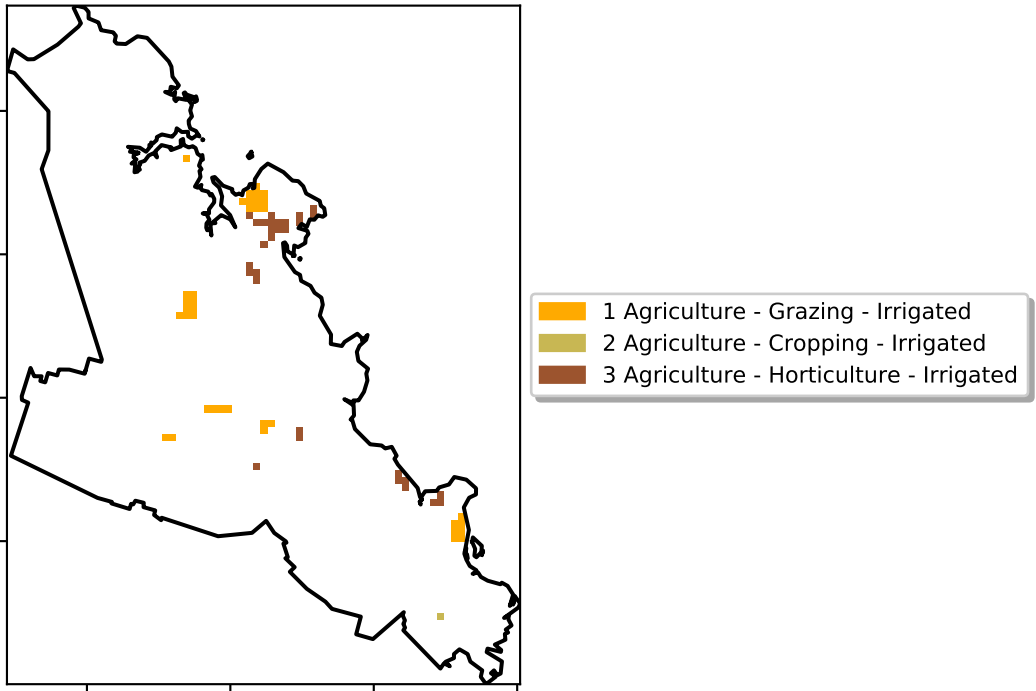 1 Agriculture - Grazing - Irrigated
2 Agriculture - Cropping - Irrigated
3 Agriculture - Horticulture - Irrigated